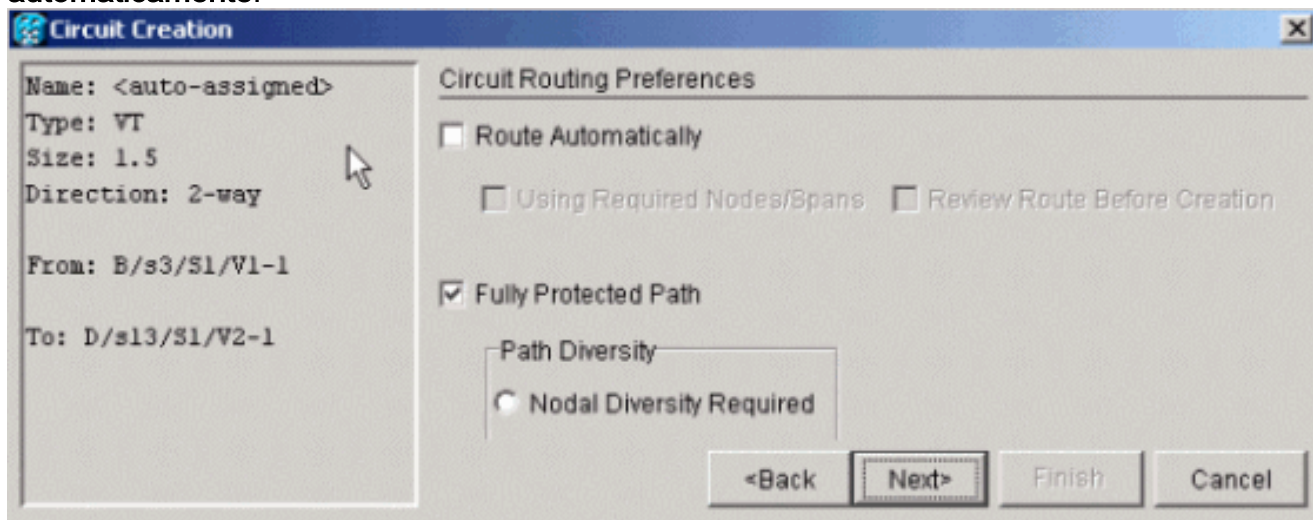 automaticamente.
Circuit Creation
Name: <auto-assigned>
Type: VT
Size: 1.5
Direction: 2-way
From: B/s3/S1/V1-1
To: D/s13/S1/V2-1
Circuit Routing Preferences
Route Automatically
Using Required Nodes/Spans Review Route Before Creation
Fully Protected Path
Path Diversity
Nodal Diversity Required
<Back Next> Finish Cancel